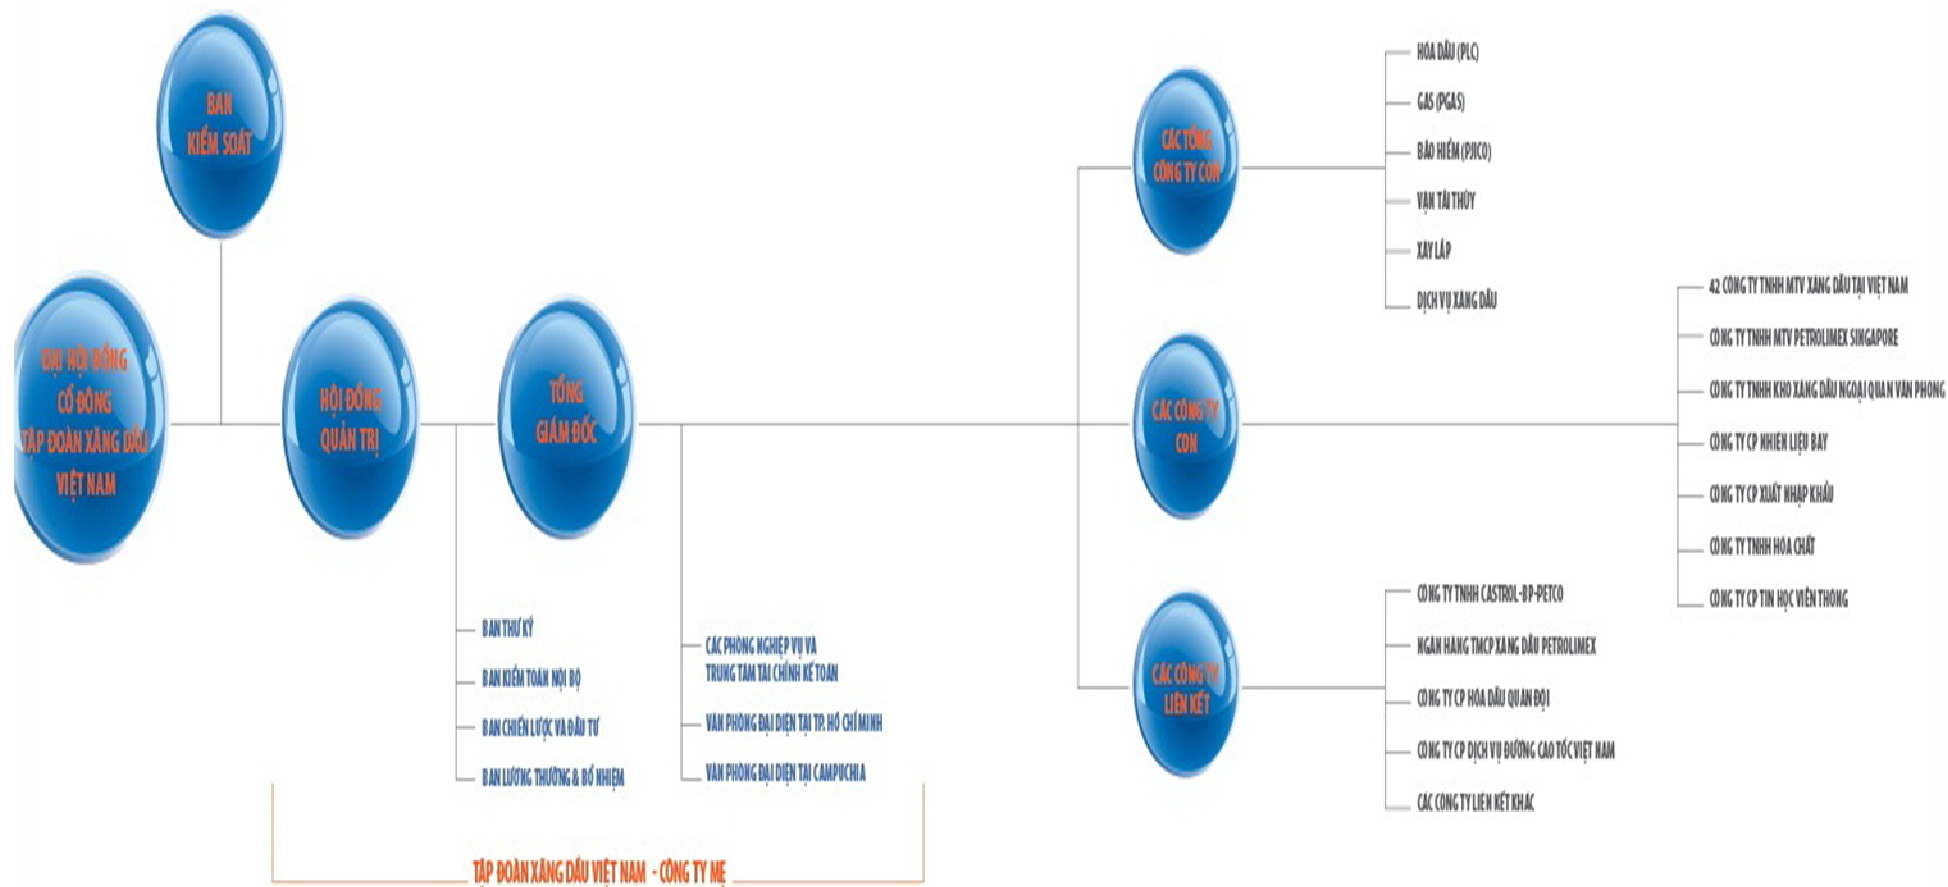 BAN
KIỂM SOÁT
ĐẠI HỘI ĐỒNG
CỔ ĐÔNG
TẬP ĐOÀN XĂNG DẦU
VIỆT NAM
HỘI ĐỒNG
QUẢN TRỊ
TỔNG
GIÁM ĐỐC
BAN THƯ KÝ
BAN KIỂM TOÁN NỘI BỘ
BAN CHIẾN LƯỢC VÀ ĐẦU TƯ
BAN LƯƠNG THƯỞNG & BỔ NHIỆM
CÁC PHÒNG NGHIỆP VỤ VÀ
TRUNG TÂM TÀI CHÍNH KẾ TOÁN
VĂN PHÒNG ĐẠI DIỆN TẠI TP. HỒ CHÍ MINH
VĂN PHÒNG ĐẠI DIỆN TẠI CAMPUCHIA
TẬP ĐOÀN XĂNG DẦU VIỆT NAM - CÔNG TY MẸ
CÁC TỔNG
CÔNG TY CON
HÓA DẦU (PLC)
GAS (PGAS)
BẢO HIỂM (PJICO)
VẬN TẢI THỦY
XÂY LẮP
DỊCH VỤ XĂNG DẦU
CÁC CÔNG TY
CON
42 CÔNG TY TNHH MTV XĂNG DẦU TẠI VIỆT NAM
CÔNG TY TNHH MTV PETROLIMEX SINGAPORE
CÔNG TY TNHH KHO XĂNG DẦU NGOẠI QUAN VÂN PHONG
CÔNG TY CP NHIÊN LIỆU BAY
CÔNG TY CP XUẤT NHẬP KHẨU
CÔNG TY TNHH HÓA CHẤT
CÔNG TY CP TIN HỌC VIỄN THÔNG
CÁC CÔNG TY
LIÊN KẾT
CÔNG TY TNHH CASTROL-BP-PETCO
NGÂN HÀNG TMCP XĂNG DẦU PETROLIMEX
CÔNG TY CP HÓA DẦU QUÂN ĐỘI
CÔNG TY CP DỊCH VỤ ĐƯỜNG CAO TỐC VIỆT NAM
CÁC CÔNG TY LIÊN KẾT KHÁC